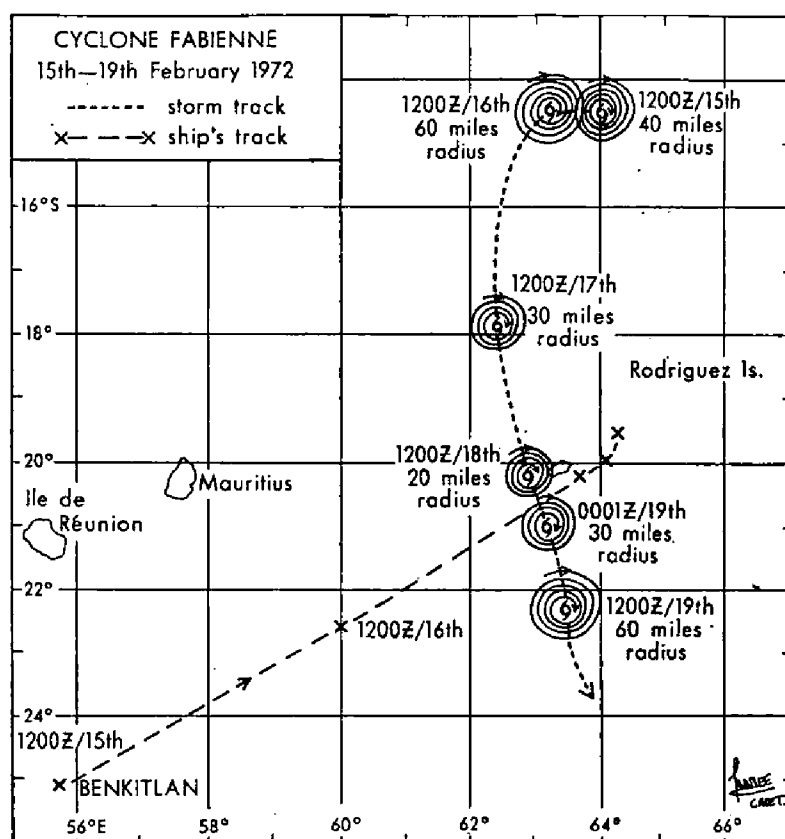 CYCLONE FABIENNE
15th—19th February 1972
storm track
ship's track
1200Z/16th
60 miles
radius
1200Z/15th
40 miles
radius
16°S
1200Z/17th
30 miles
radius
18°
Rodriguez Is.
1200Z/18th
20 miles
radius
20°
Mauritius
Ile de
Réunion
0001Z/19th
30 miles
radius
22°
1200Z/16th
1200Z/19th
60 miles
radius
24°
1200Z/15th
BENKITLAN
56°E
58°
60°
62°
64°
66°